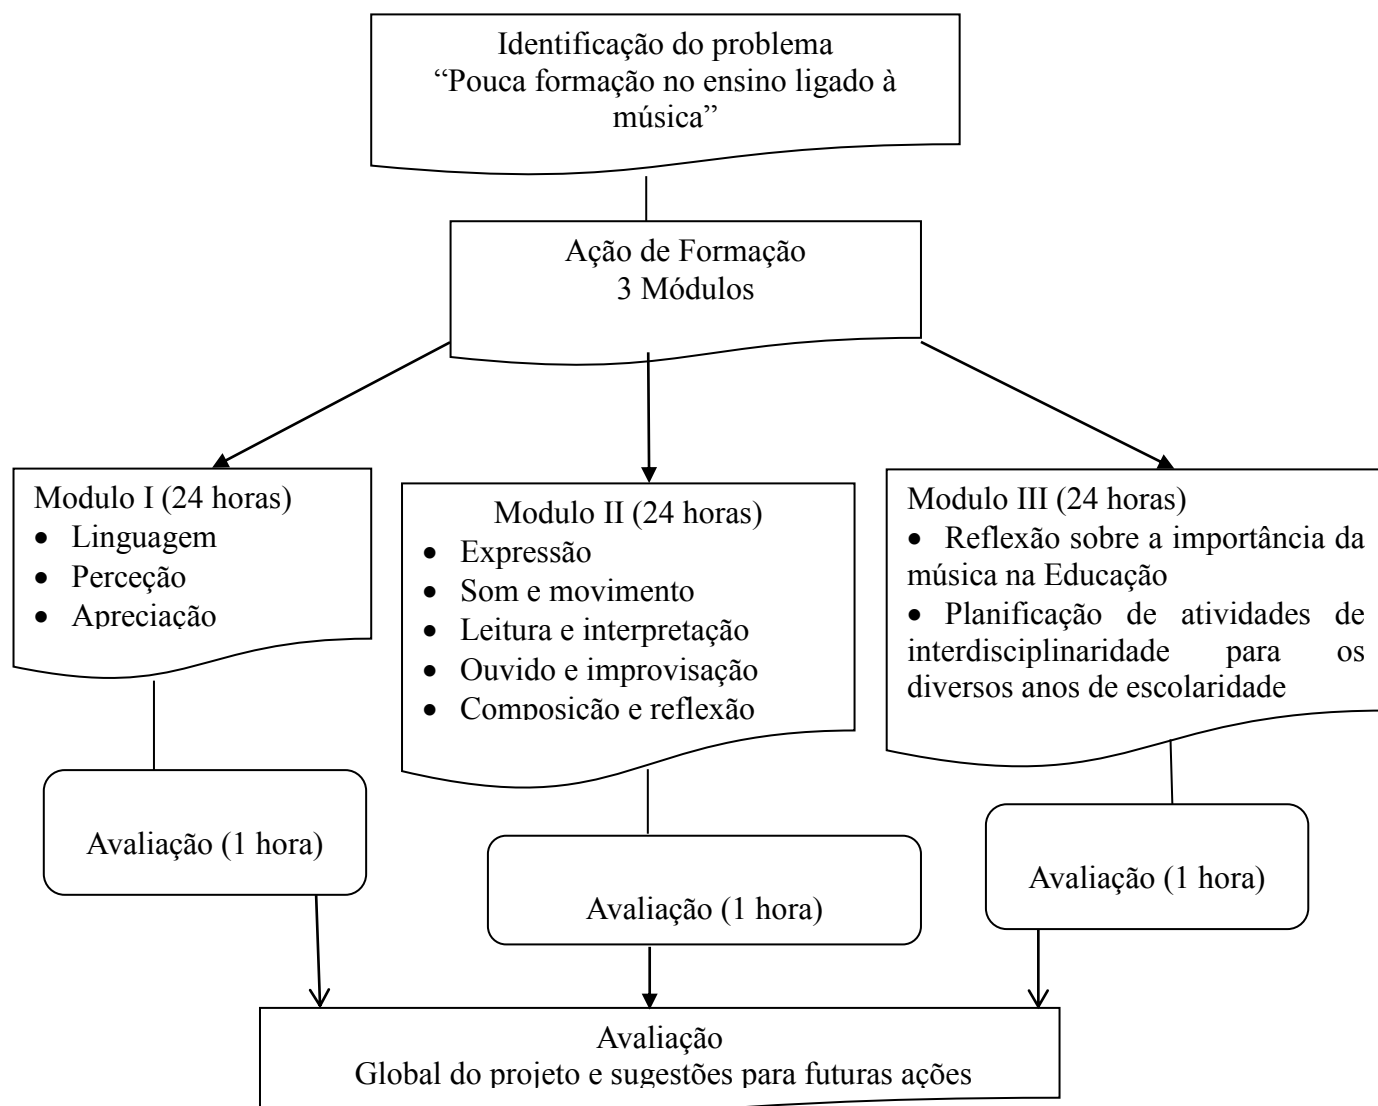 Identificação do problema
“Pouca formação no ensino ligado à
música”
Ação de Formação
3 Módulos
Modulo I (24 horas)
• Linguagem
• Perceção
• Apreciação
Modulo II (24 horas)
• Expressão
• Som e movimento
• Leitura e interpretação
• Ouvido e improvisação
• Composição e reflexão
Modulo III (24 horas)
• Reflexão sobre a importância da
música na Educação
• Planificação de atividades de
interdisciplinaridade para os
diversos anos de escolaridade
Avaliação (1 hora)
Avaliação (1 hora)
Avaliação (1 hora)
Avaliação
Global do projeto e sugestões para futuras ações